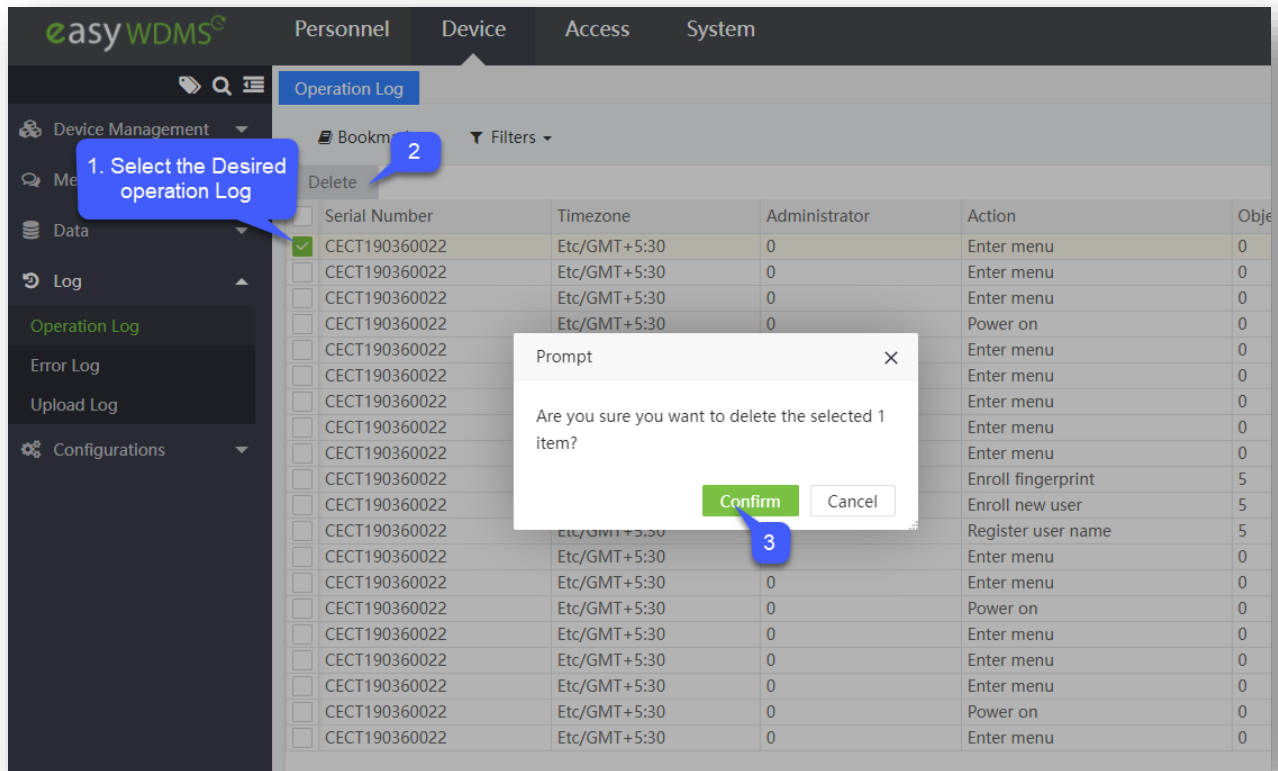 easy WDMS
Personnel Device Access System
Operation Log
Device Management
Filters
2
1. Select the Desired
operation Log
Delete
Data
Log
Operation Log
Error Log
Upload Log
Configurations
Serial Number Timezone Administrator Action
CECT190360022 Etc/GMT+5:30 0 Enter menu 0
CECT190360022 Etc/GMT+5:30 0 Enter menu 0
CECT190360022 Etc/GMT+5:30 0 Enter menu 0
CECT190360022 Etc/GMT+5:30 0 Power on 0
CECT190360022 Enter menu 0
CECT190360022 Enter menu 0
CECT190360022 Enter menu 0
CECT190360022 Enter menu 0
CECT190360022 Enter menu 0
CECT190360022 Enroll fingerprint 5
CECT190360022 Enroll new user 5
CECT190360022 Etc/GMT+5:30 Register user name 5
CECT190360022 Etc/GMT+5:30 Enter menu 0
CECT190360022 Etc/GMT+5:30 0 Enter menu 0
CECT190360022 Etc/GMT+5:30 0 Power on 0
CECT190360022 Etc/GMT+5:30 0 Enter menu 0
CECT190360022 Etc/GMT+5:30 0 Enter menu 0
CECT190360022 Etc/GMT+5:30 0 Enter menu 0
CECT190360022 Etc/GMT+5:30 0 Power on 0
CECT190360022 Etc/GMT+5:30 0 Enter menu 0
Prompt
Are you sure you want to delete the selected 1
item?
Confirm Cancel
3